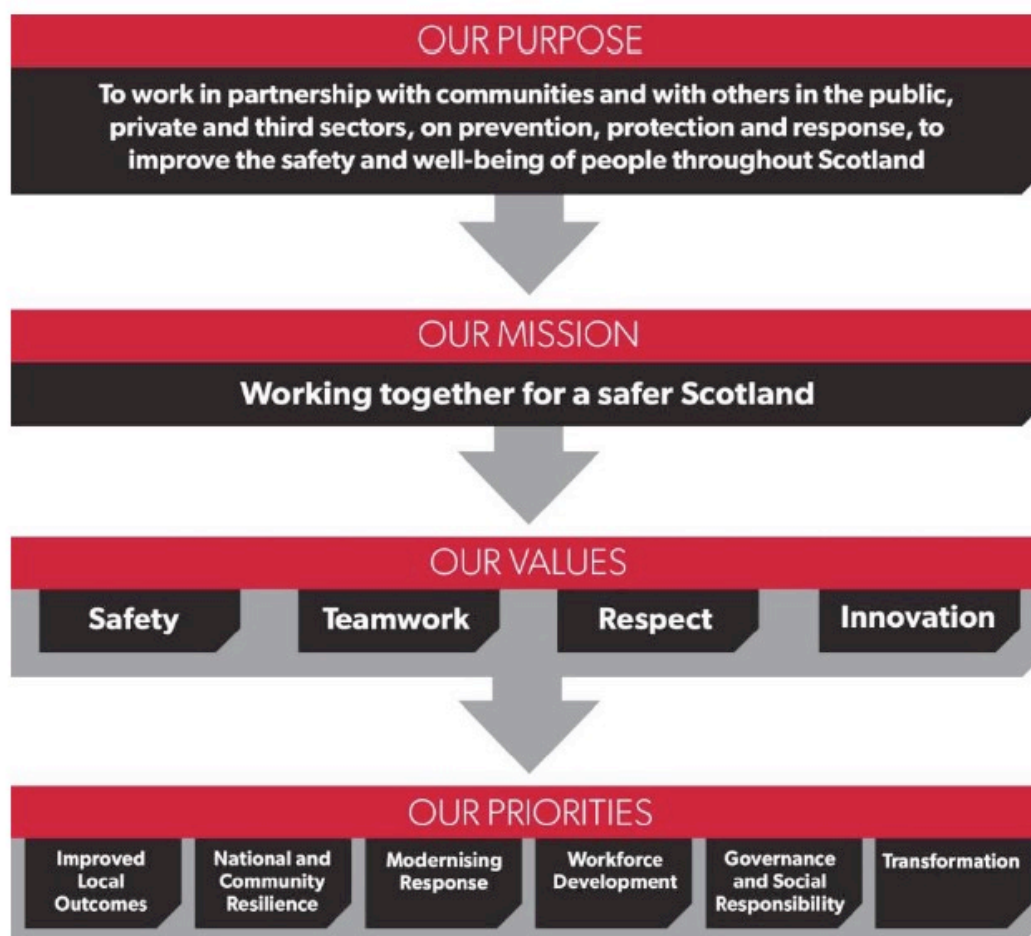 OUR PURPOSE
To work in partnership with communities and with others in the public,
private and third sectors, on prevention, protection and response, to
improve the safety and well-being of people throughout Scotland
OUR MISSION
Working together for a safer Scotland
OUR VALUES
Safety
Teamwork
Respect
Innovation
OUR PRIORITIES
Improved
Local
Outcomes
National and
Community
Resilience
Modernising
Response
Workforce
Development
Governance
and Social
Responsibility
Transformation